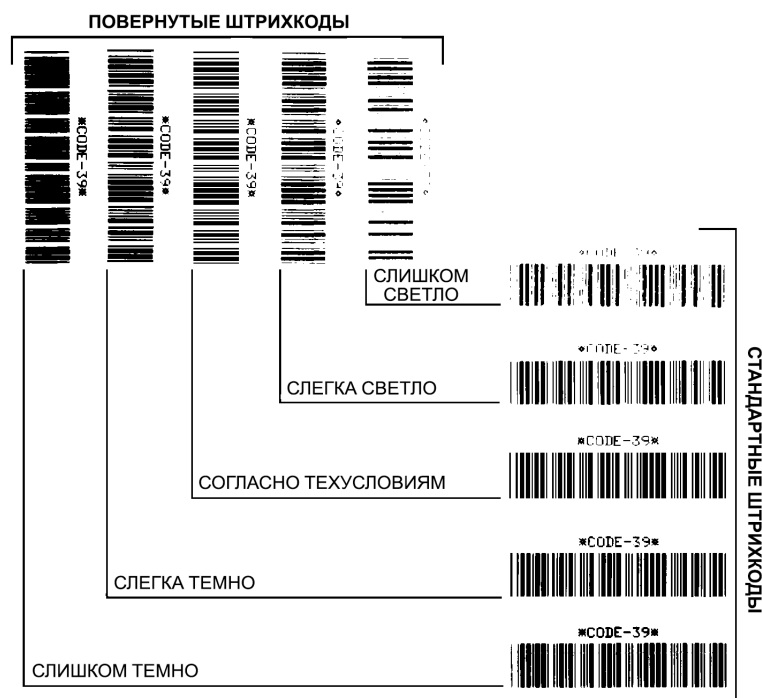 ПОВЕРНУТЫЕ ШТРИХКОДЫ
*CODE-39*
*CODE-39*
*CODE-39*
СЛИШКОМ
СВЕТЛО
СЛЕГКА СВЕТЛО
СОГЛАСНО ТЕХУСЛОВИЯМ
*CODE-39*
СЛЕГКА ТЕМНО
*CODE-39*
СЛИШКОМ ТЕМНО
*CODE-39*
СТАНДАРТНЫЕ ШТРИХКОДЫ